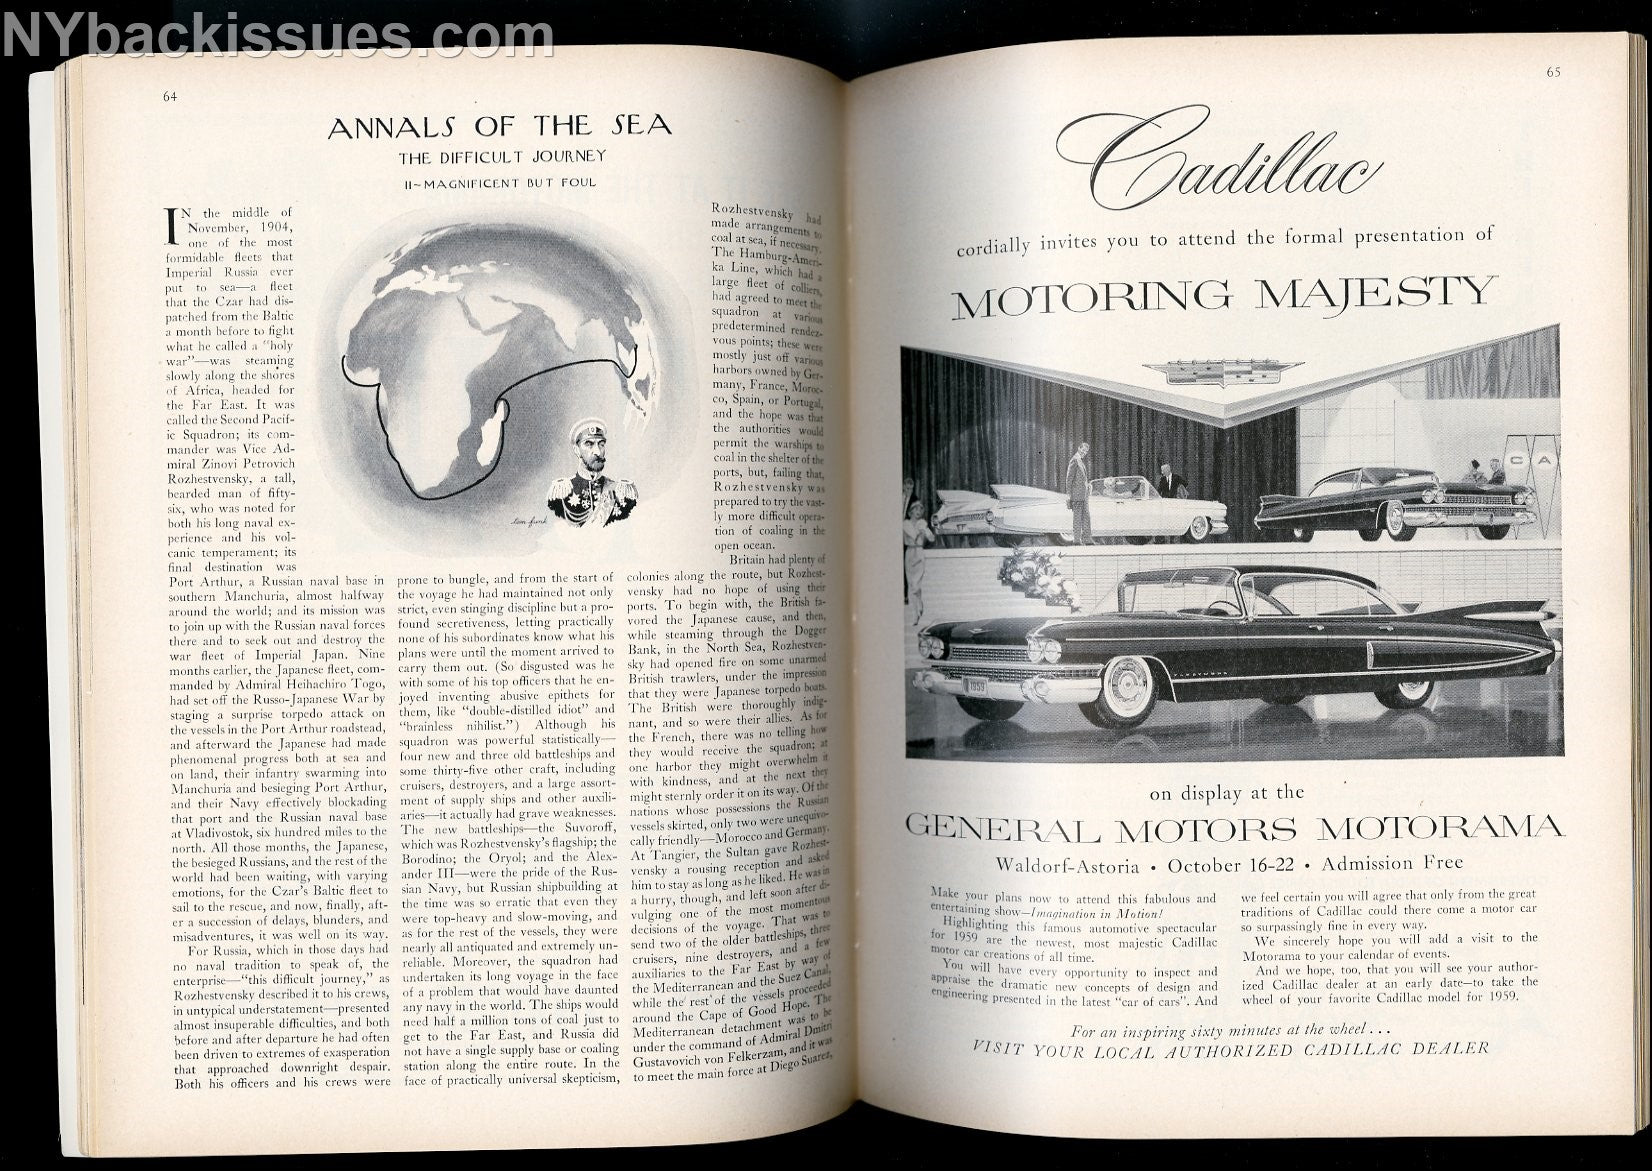 NYbackissues.com
64
ANNALS OF THE SEA
THE DIFFICULT JOURNEY
II~MAGNIFICENT BUT FOUL
IN the middle of
November, 1904,
one of the most
formidable fleets that
Imperial Russia ever
put to sea—a fleet
that the Czar had dis-
patched from the Baltic
a month before to fight
what he called a "holy
war"—was steaming
slowly along the shores
of Africa, headed for
the Far East. It was
called the Second Pacif-
ic Squadron; its com-
mander was Vice Ad-
miral Zinovi Petrovich
Rozhestvensky, a tall,
bearded man of fifty-
six, who was noted for
both his long naval ex-
perience and his vol-
canic temperament; its
final destination was
Port Arthur, a Russian naval base in
southern Manchuria, almost halfway
around the world; and its mission was
to join up with the Russian naval forces
there and to seek out and destroy the
war fleet of Imperial Japan. Nine
months earlier, the Japanese fleet, com-
manded by Admiral Heihachiro Togo,
had set off the Russo-Japanese War by
staging a surprise torpedo attack on
the vessels in the Port Arthur roadstead,
and afterward the Japanese had made
phenomenal progress both at sea and
on land, their infantry swarming into
Manchuria and besieging Port Arthur,
and their Navy effectively blockading
that port and the Russian naval base
at Vladivostok, six hundred miles to the
north. All those months, the Japanese,
the besieged Russians, and the rest of the
world had been waiting, with varying
emotions, for the Czar's Baltic fleet to
sail to the rescue, and now, finally, aft-
er a succession of delays, blunders, and
misadventures, it was well on its way.
For Russia, which in those days had
no naval tradition to speak of, the
enterprise—"this difficult journey," as
Rozhestvensky described it to his crews,
in untypical understatement—presented
almost insuperable difficulties, and both
before and after departure he had often
been driven to extremes of exasperation
that approached downright despair.
Both his officers and his crews were
prone to bungle, and from the start of
the voyage he had maintained not only
strict, even stinging discipline but a pro-
found secretiveness, letting practically
none of his subordinates know what his
plans were until the moment arrived to
carry them out. (So disgusted was he
with some of his top officers that he en-
joyed inventing abusive epithets for
them, like "double-distilled idiot" and
"brainless nihilist.") Although his
squadron was powerful statistically—
four new and three old battleships and
some thirty-five other craft, including
cruisers, destroyers, and a large assort-
ment of supply ships and other auxili-
aries—it actually had grave weaknesses.
The new battleships—the Suvoroff,
which was Rozhestvensky's flagship; the
Borodino; the Oryol; and the Alex-
ander III—were the pride of the Rus-
sian Navy, but Russian shipbuilding at
the time was so erratic that even they
were top-heavy and slow-moving, and
as for the rest of the vessels, they were
nearly all antiquated and extremely un-
reliable. Moreover, the squadron had
undertaken its long voyage in the face
of a problem that would have daunted
any navy in the world. The ships would
need half a million tons of coal just to
get to the Far East, and Russia did
not have a single supply base or coaling
station along the entire route. In the
face of practically universal skepticism,
Rozhestvensky had
made arrangements to
coal at sea, if necessary.
The Hamburg-Ameri-
ka Line, which had a
large fleet of colliers,
had agreed to meet the
squadron at various
predetermined rendez-
vous points; these were
mostly just off various
harbors owned by Ger-
many, France, Moroc-
co, Spain, or Portugal,
and the hope was that
the authorities would
permit the warships to
coal in the shelter of the
ports, but, failing that,
Rozhestvensky was
prepared to try the vast-
ly more difficult opera-
tion of coaling in the
open ocean.
Britain had plenty of
colonies along the route, but Rozhest-
vensky had no hope of using their
ports. To begin with, the British fa-
vored the Japanese cause, and then,
while steaming through the Dogger
Bank, in the North Sea, Rozhestven-
sky had opened fire on some unarmed
British trawlers, under the impression
that they were Japanese torpedo boats.
The British were thoroughly indig-
nant, and so were their allies. As for
the French, there was no telling how
they would receive the squadron; at
one harbor they might overwhelm it
with kindness, and at the next they
might sternly order it on its way. Of the
nations whose possessions the Russian
vessels skirted, only two were unequivo-
cally friendly—Morocco and Germany.
At Tangier, the Sultan gave Rozhest-
vensky a rousing reception and asked
him to stay as long as he liked. He was in
a hurry, though, and left soon after di-
vulging one of the most momentous
decisions of the voyage. That was to
send two of the older battleships, three
cruisers, nine destroyers, and a few
auxiliaries to the Far East by way of
the Mediterranean and the Suez Canal,
while the rest of the vessels proceeded
around the Cape of Good Hope. The
Mediterranean detachment was to be
under the command of Admiral Dmitri
Gustavovich von Felkerzam, and it was
to meet the main force at Diego Suarez,
65
Cadillac
cordially invites you to attend the formal presentation of
MOTORING MAJESTY
CA
1959
on display at the
GENERAL MOTORS MOTORAMA
Waldorf-Astoria • October 16-22 • Admission Free
Make your plans now to attend this fabulous and
entertaining show—Imagination in Motion!
Highlighting this famous automotive spectacular
for 1959 are the newest, most majestic Cadillac
motor car creations of all time.
You will have every opportunity to inspect and
appraise the dramatic new concepts of design and
engineering presented in the latest "car of cars". And
we feel certain you will agree that only from the great
traditions of Cadillac could there come a motor car
so surpassingly fine in every way.
We sincerely hope you will add a visit to the
Motorama to your calendar of events.
And we hope, too, that you will see your author-
ized Cadillac dealer at an early date—to take the
wheel of your favorite Cadillac model for 1959.
For an inspiring sixty minutes at the wheel...
VISIT YOUR LOCAL AUTHORIZED CADILLAC DEALER